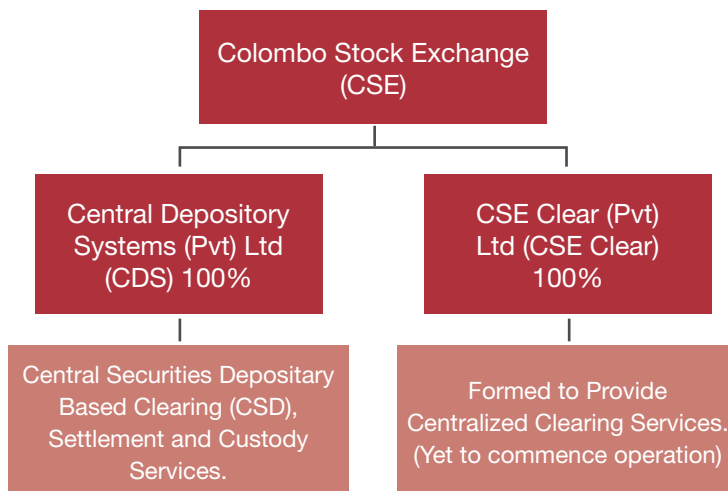 Colombo Stock Exchange
(CSE)
Central Depository
Systems (Pvt) Ltd
(CDS) 100%
CSE Clear (Pvt)
Ltd (CSE Clear)
100%
Central Securities Depositary
Based Clearing (CSD),
Settlement and Custody
Services.
Formed to Provide
Centralized Clearing Services.
(Yet to commence operation)